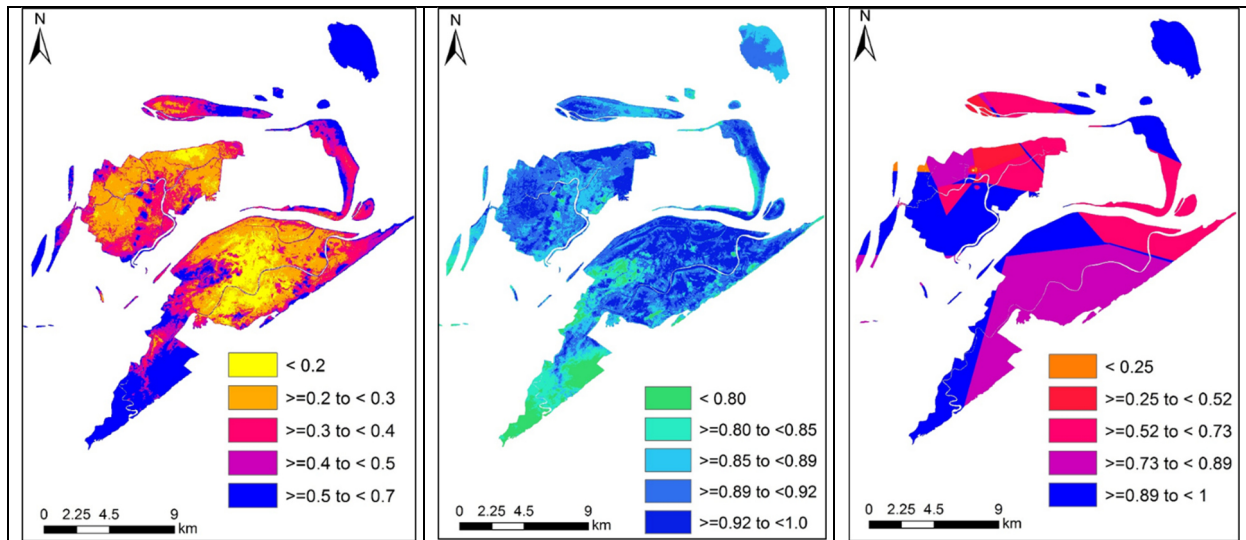 N
< 0.2
>=0.2 to < 0.3
>=0.3 to < 0.4
>=0.4 to < 0.5
>=0.5 to < 0.7
0 2.25 4.5 9
km
N
< 0.80
>=0.80 to <0.85
>=0.85 to <0.89
>=0.89 to <0.92
>=0.92 to <1.0
0 2.25 4.5 9
km
N
< 0.25
>=0.25 to < 0.52
>=0.52 to < 0.73
>=0.73 to < 0.89
>=0.89 to < 1
0 2.25 4.5 9
km